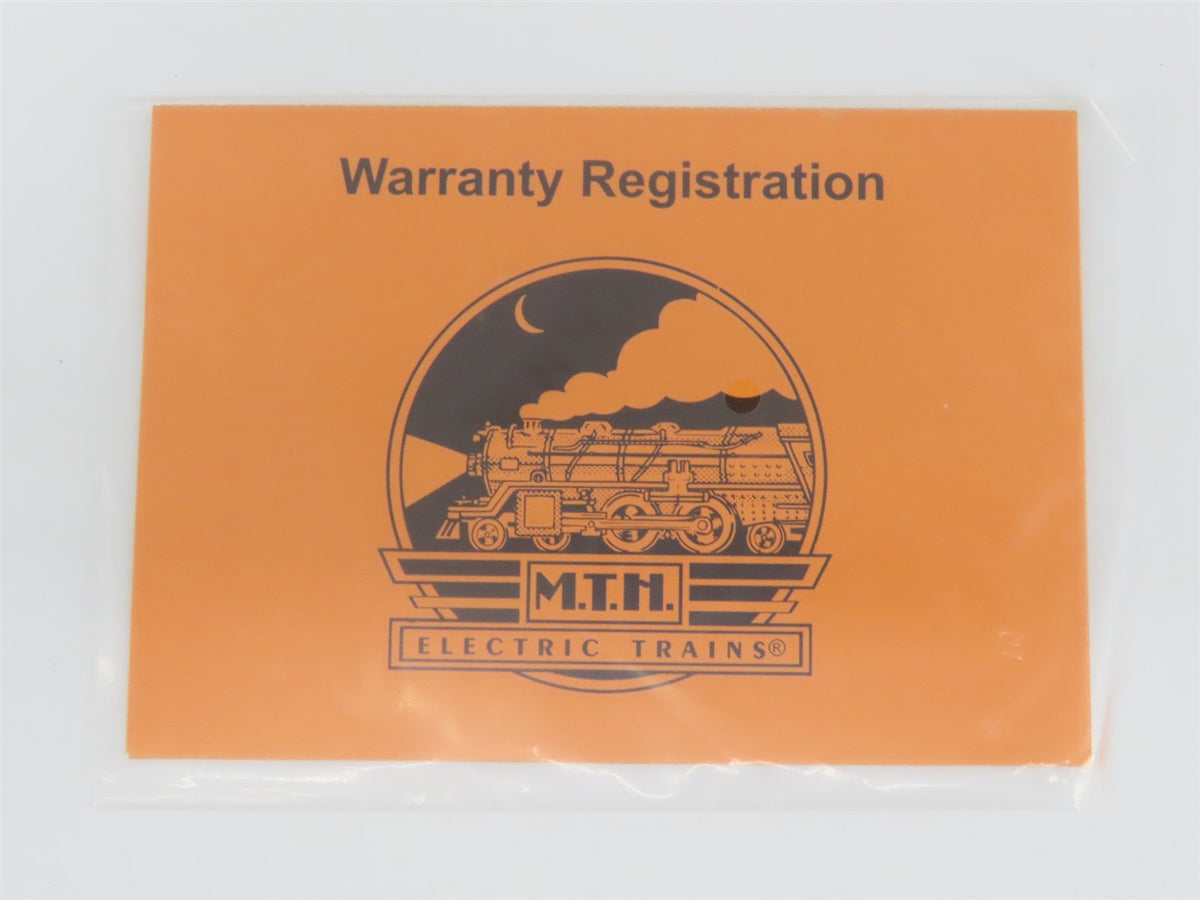 Warranty Registration
M.T.H.
ELECTRIC TRAINS®